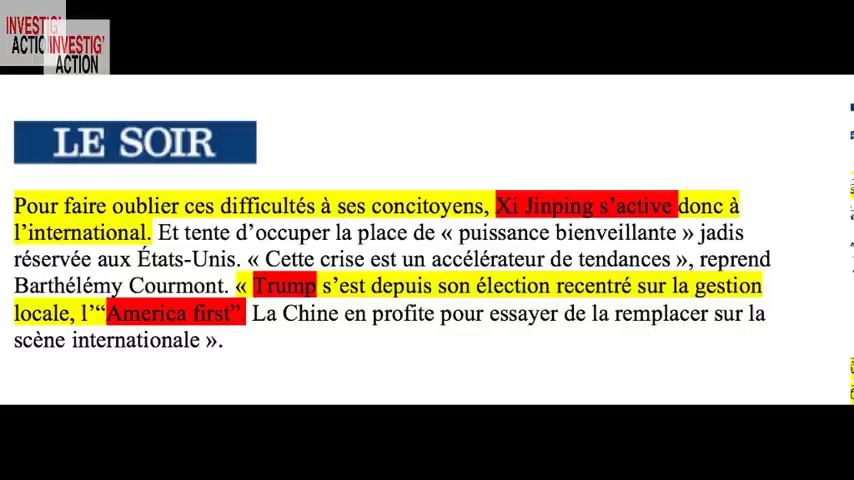 INVESTIG'
ACTION
INVESTIG'
ACTION
LE SOIR
Pour faire oublier ces difficultés à ses concitoyens, Xi Jinping s’active donc à
l’international. Et tente d’occuper la place de « puissance bienveillante » jadis
réservée aux États-Unis. « Cette crise est un accélérateur de tendances », reprend
Barthélémy Courmont. « Trump s’est depuis son élection recentré sur la gestion
locale, l’“America first”. La Chine en profite pour essayer de la remplacer sur la
scène internationale ».